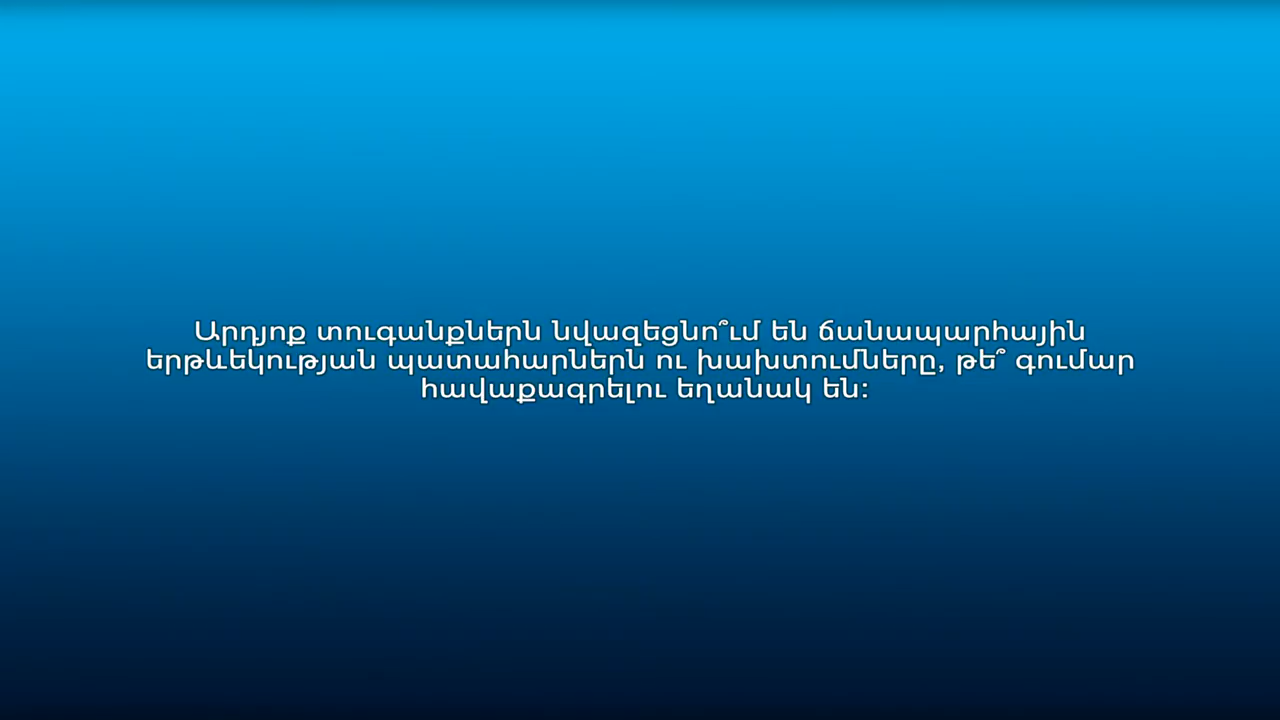 Արդյոք տուգանքներն նվազեցնո՞ւմ են ճանապարհային
երթևեկության պատահարներն ու խախտումները, թե՞ գումար
հավաքագրելու եղանակ են: